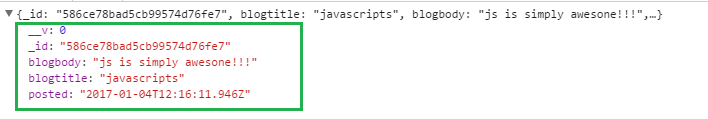 ▼{_id: "586ce78bad5cb99574d76fe7", blogtitle: "javascripts", blogbody: "js is simply awesone!!!",…}
__v: 0
_id: "586ce78bad5cb99574d76fe7"
blogbody: "js is simply awesone!!!"
blogtitle: "javascripts"
posted: "2017-01-04T12:16:11.946Z"